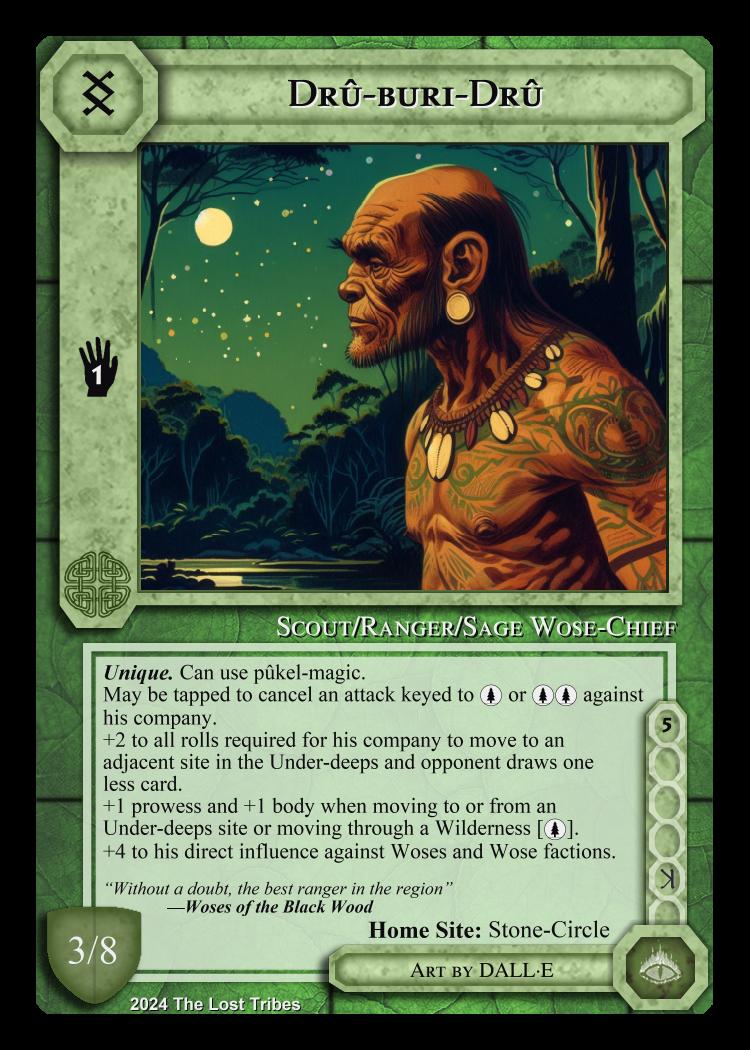 Drû-buri-Drû
1
Scout/Ranger/Sage Wose-Chief
Unique. Can use pûkel-magic.
May be tapped to cancel an attack keyed to or against
his company.
+2 to all rolls required for his company to move to an
adjacent site in the Under-deeps and opponent draws one
less card.
+1 prowess and +1 body when moving to or from an
Under-deeps site or moving through a Wilderness [ ].
+4 to his direct influence against Woses and Wose factions.
5
“Without a doubt, the best ranger in the region”
—Woses of the Black Wood
Home Site: Stone-Circle
3/8
Art by DALL·E
2024 The Lost Tribes